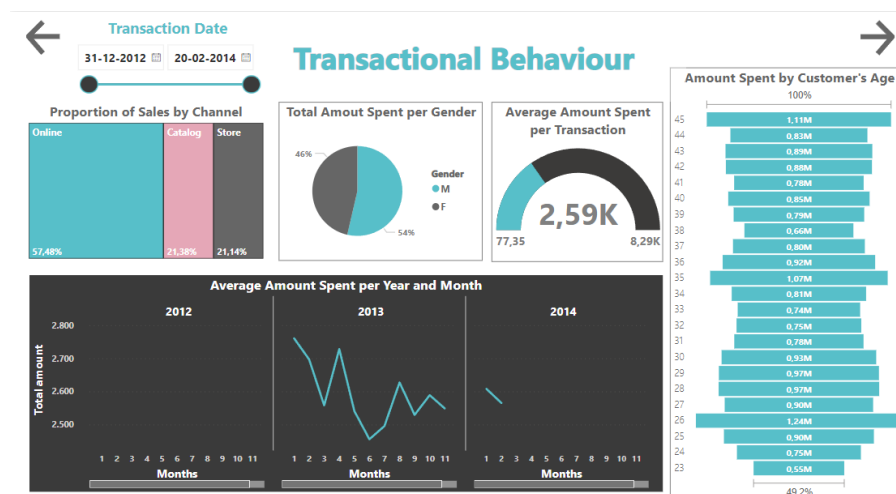 Transaction Date
31-12-2012
20-02-2014
Transactional Behaviour
Proportion of Sales by Channel
Online
Catalog
Store
57,48%
21,38%
21,14%
Total Amout Spent per Gender
46%
54%
Gender
M
F
Average Amount Spent
per Transaction
2,59K
77,35
8,29K
Average Amount Spent per Year and Month
2012
2013
2014
Total amount
2.800
2.700
2.600
2.500
1 2 3 4 5 6 7 8 9 10 11
1 2 3 4 5 6 7 8 9 10 11
1 2 3 4 5 6 7 8 9 10 11
Months
Months
Months
Amount Spent by Customer's Age
100%
45 1,11M
44 0,83M
43 0,89M
42 0,88M
41 0,78M
40 0,85M
39 0,79M
38 0,66M
37 0,80M
36 0,92M
35 1,07M
34 0,81M
33 0,74M
32 0,75M
31 0,78M
30 0,93M
29 0,97M
28 0,97M
27 0,90M
26 1,24M
25 0,90M
24 0,75M
23 0,55M
49,2%